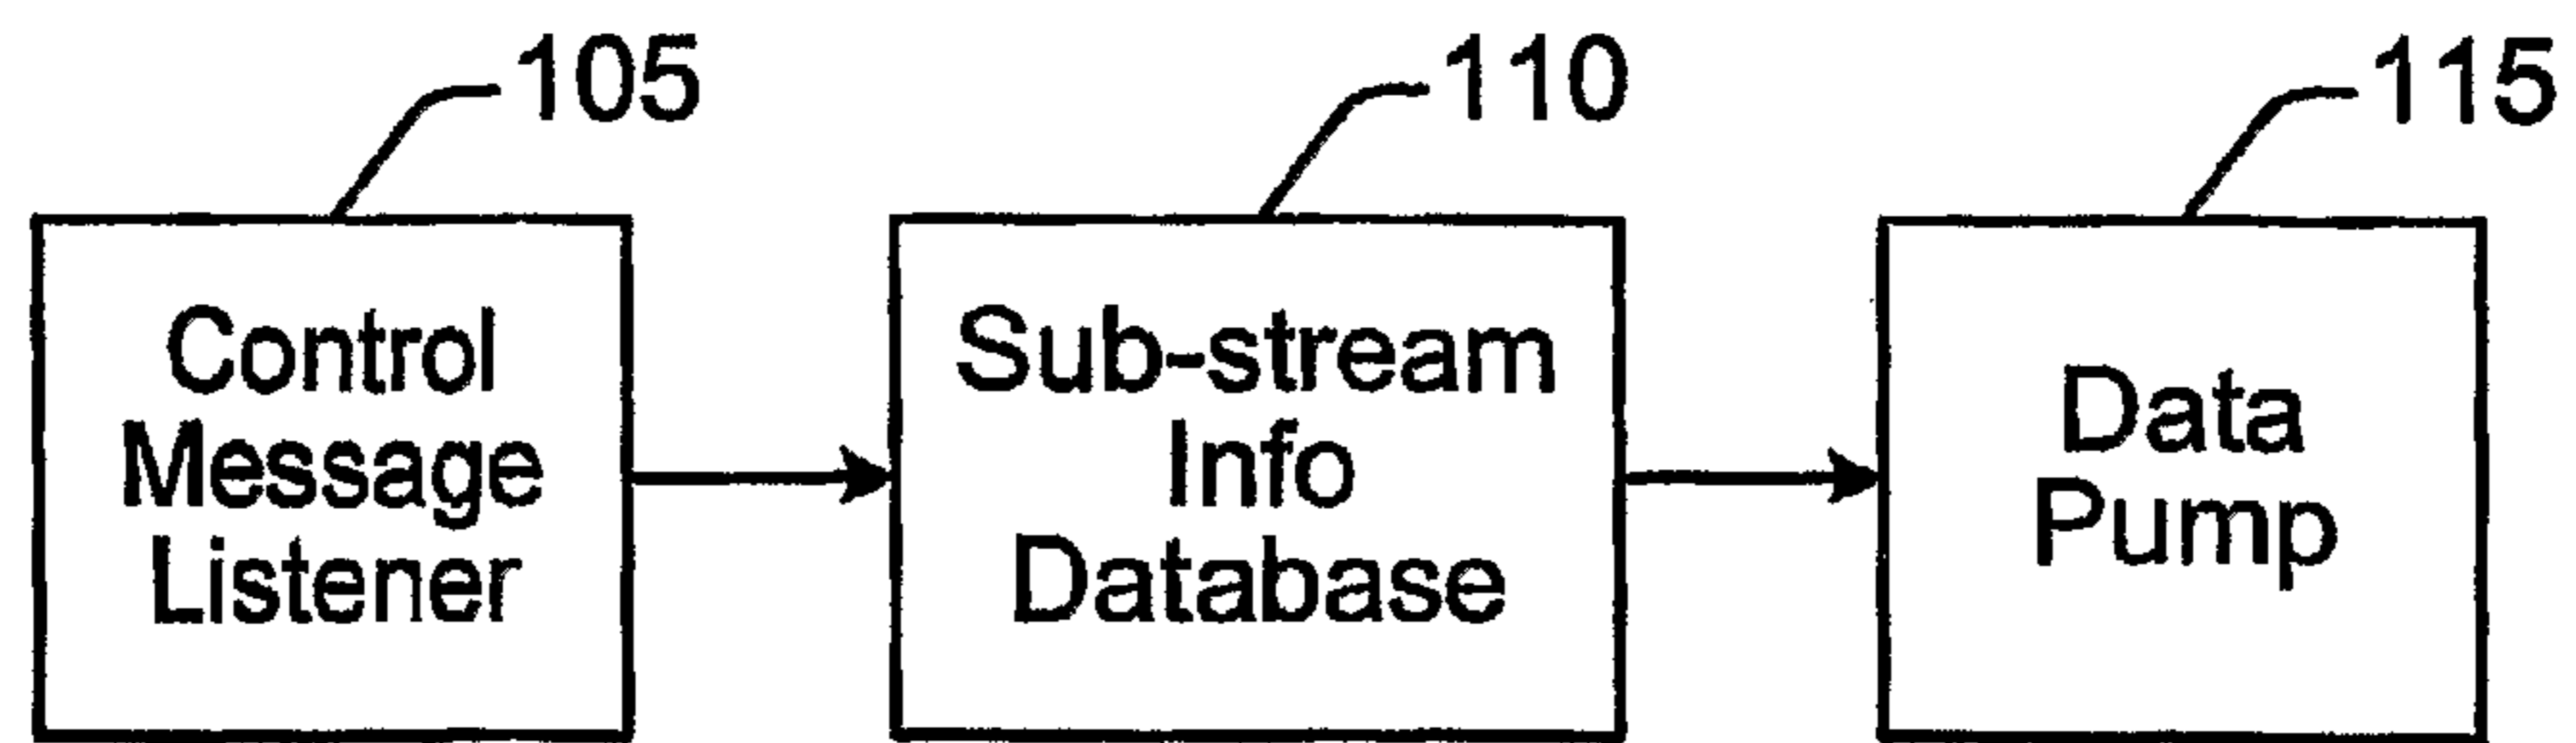 105
110
115
Control
Message
Listener
Sub-stream
Info
Database
Data
Pump